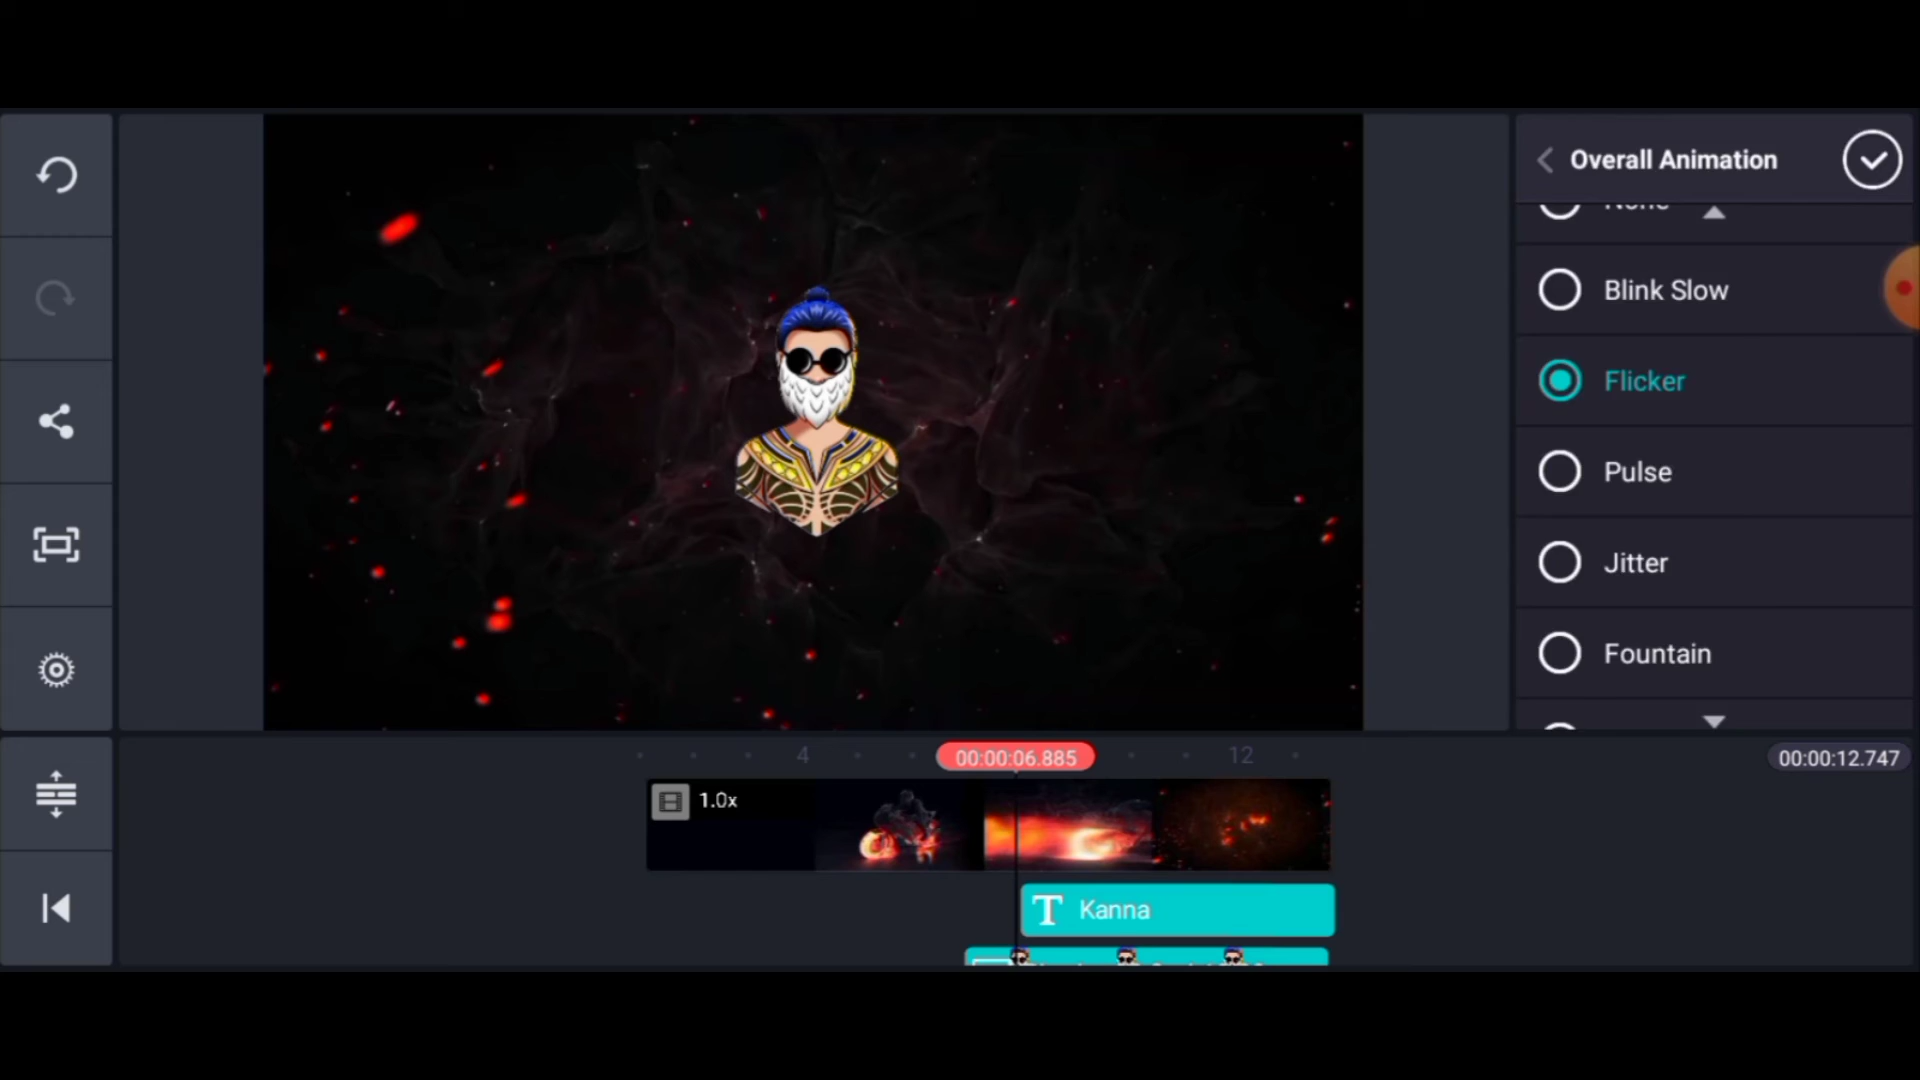 Overall Animation
None
Blink Slow
Flicker
Pulse
Jitter
Fountain
4
00:00:06.885
12
00:00:12.747
1.0x
T Kanna